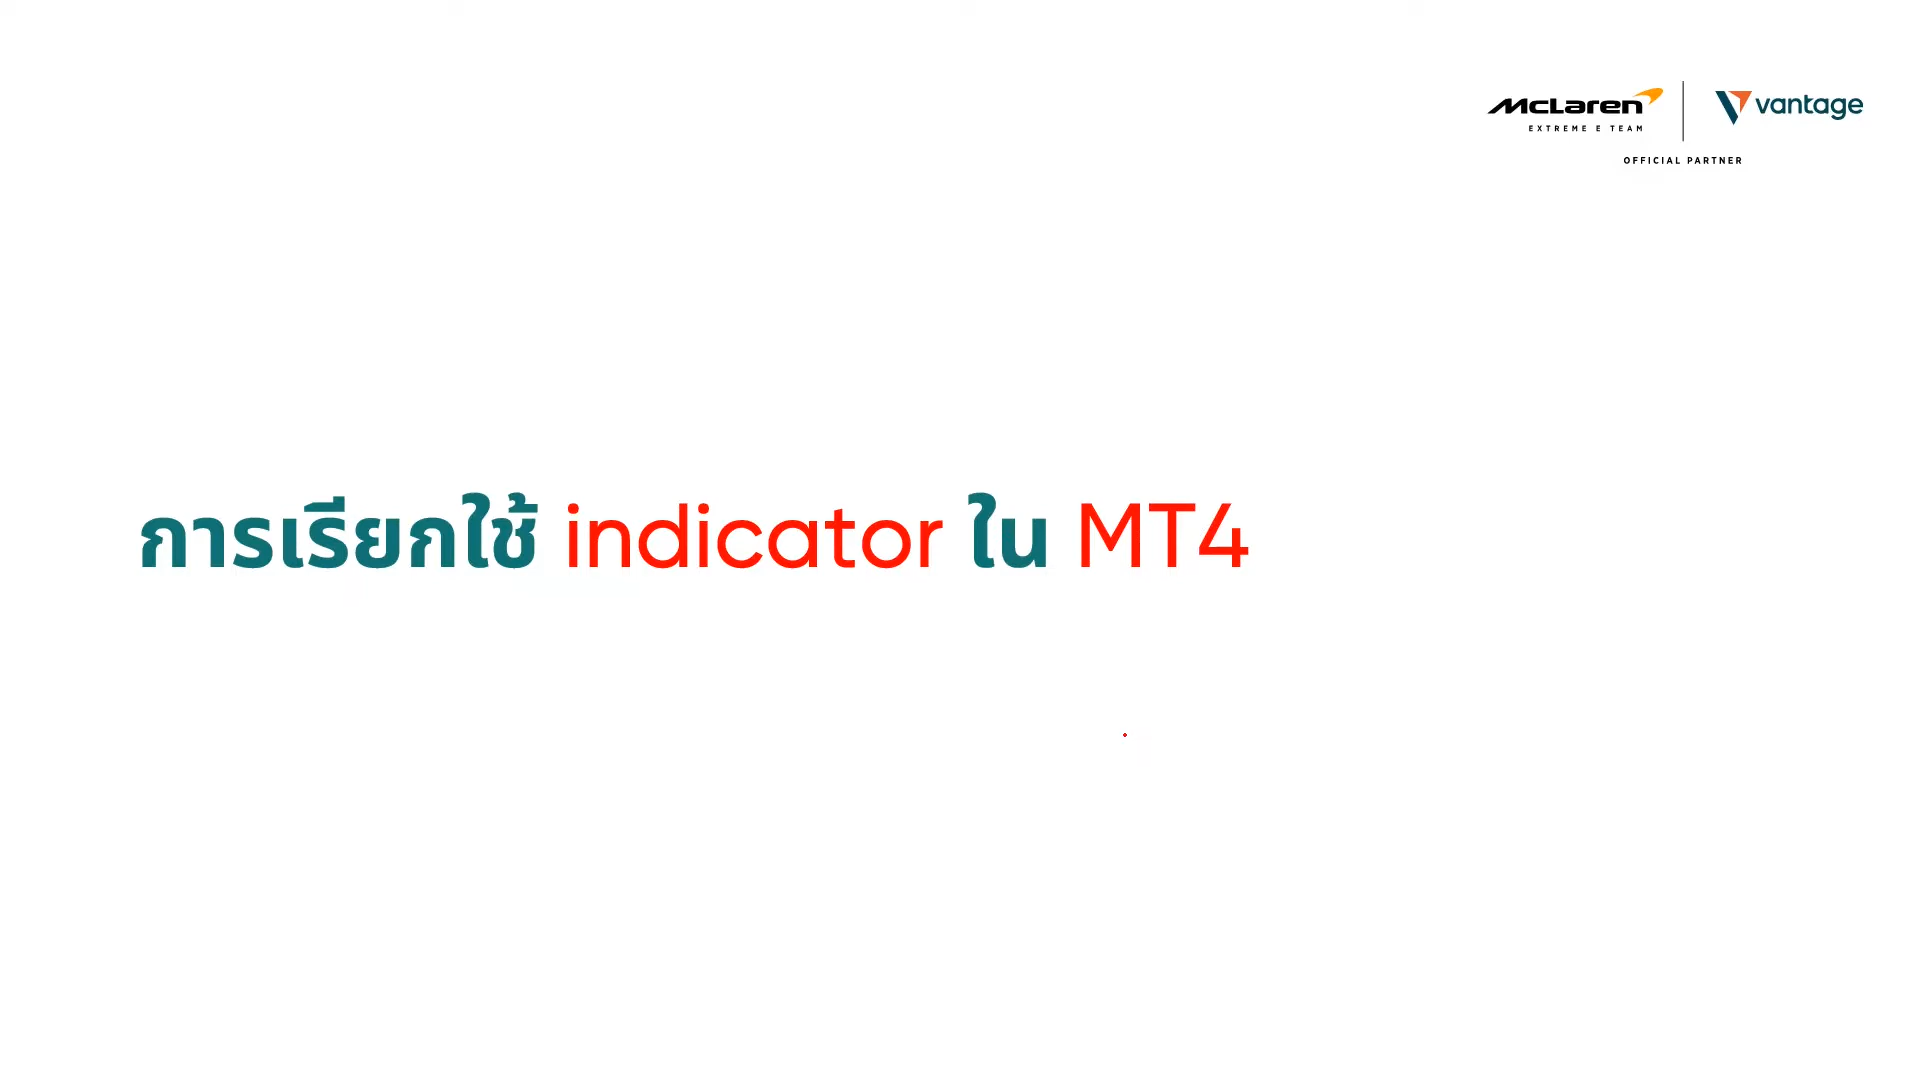 McLaren
EXTREME E TEAM
vantage
OFFICIAL PARTNER
การเรียกใช้ indicator ใน MT4